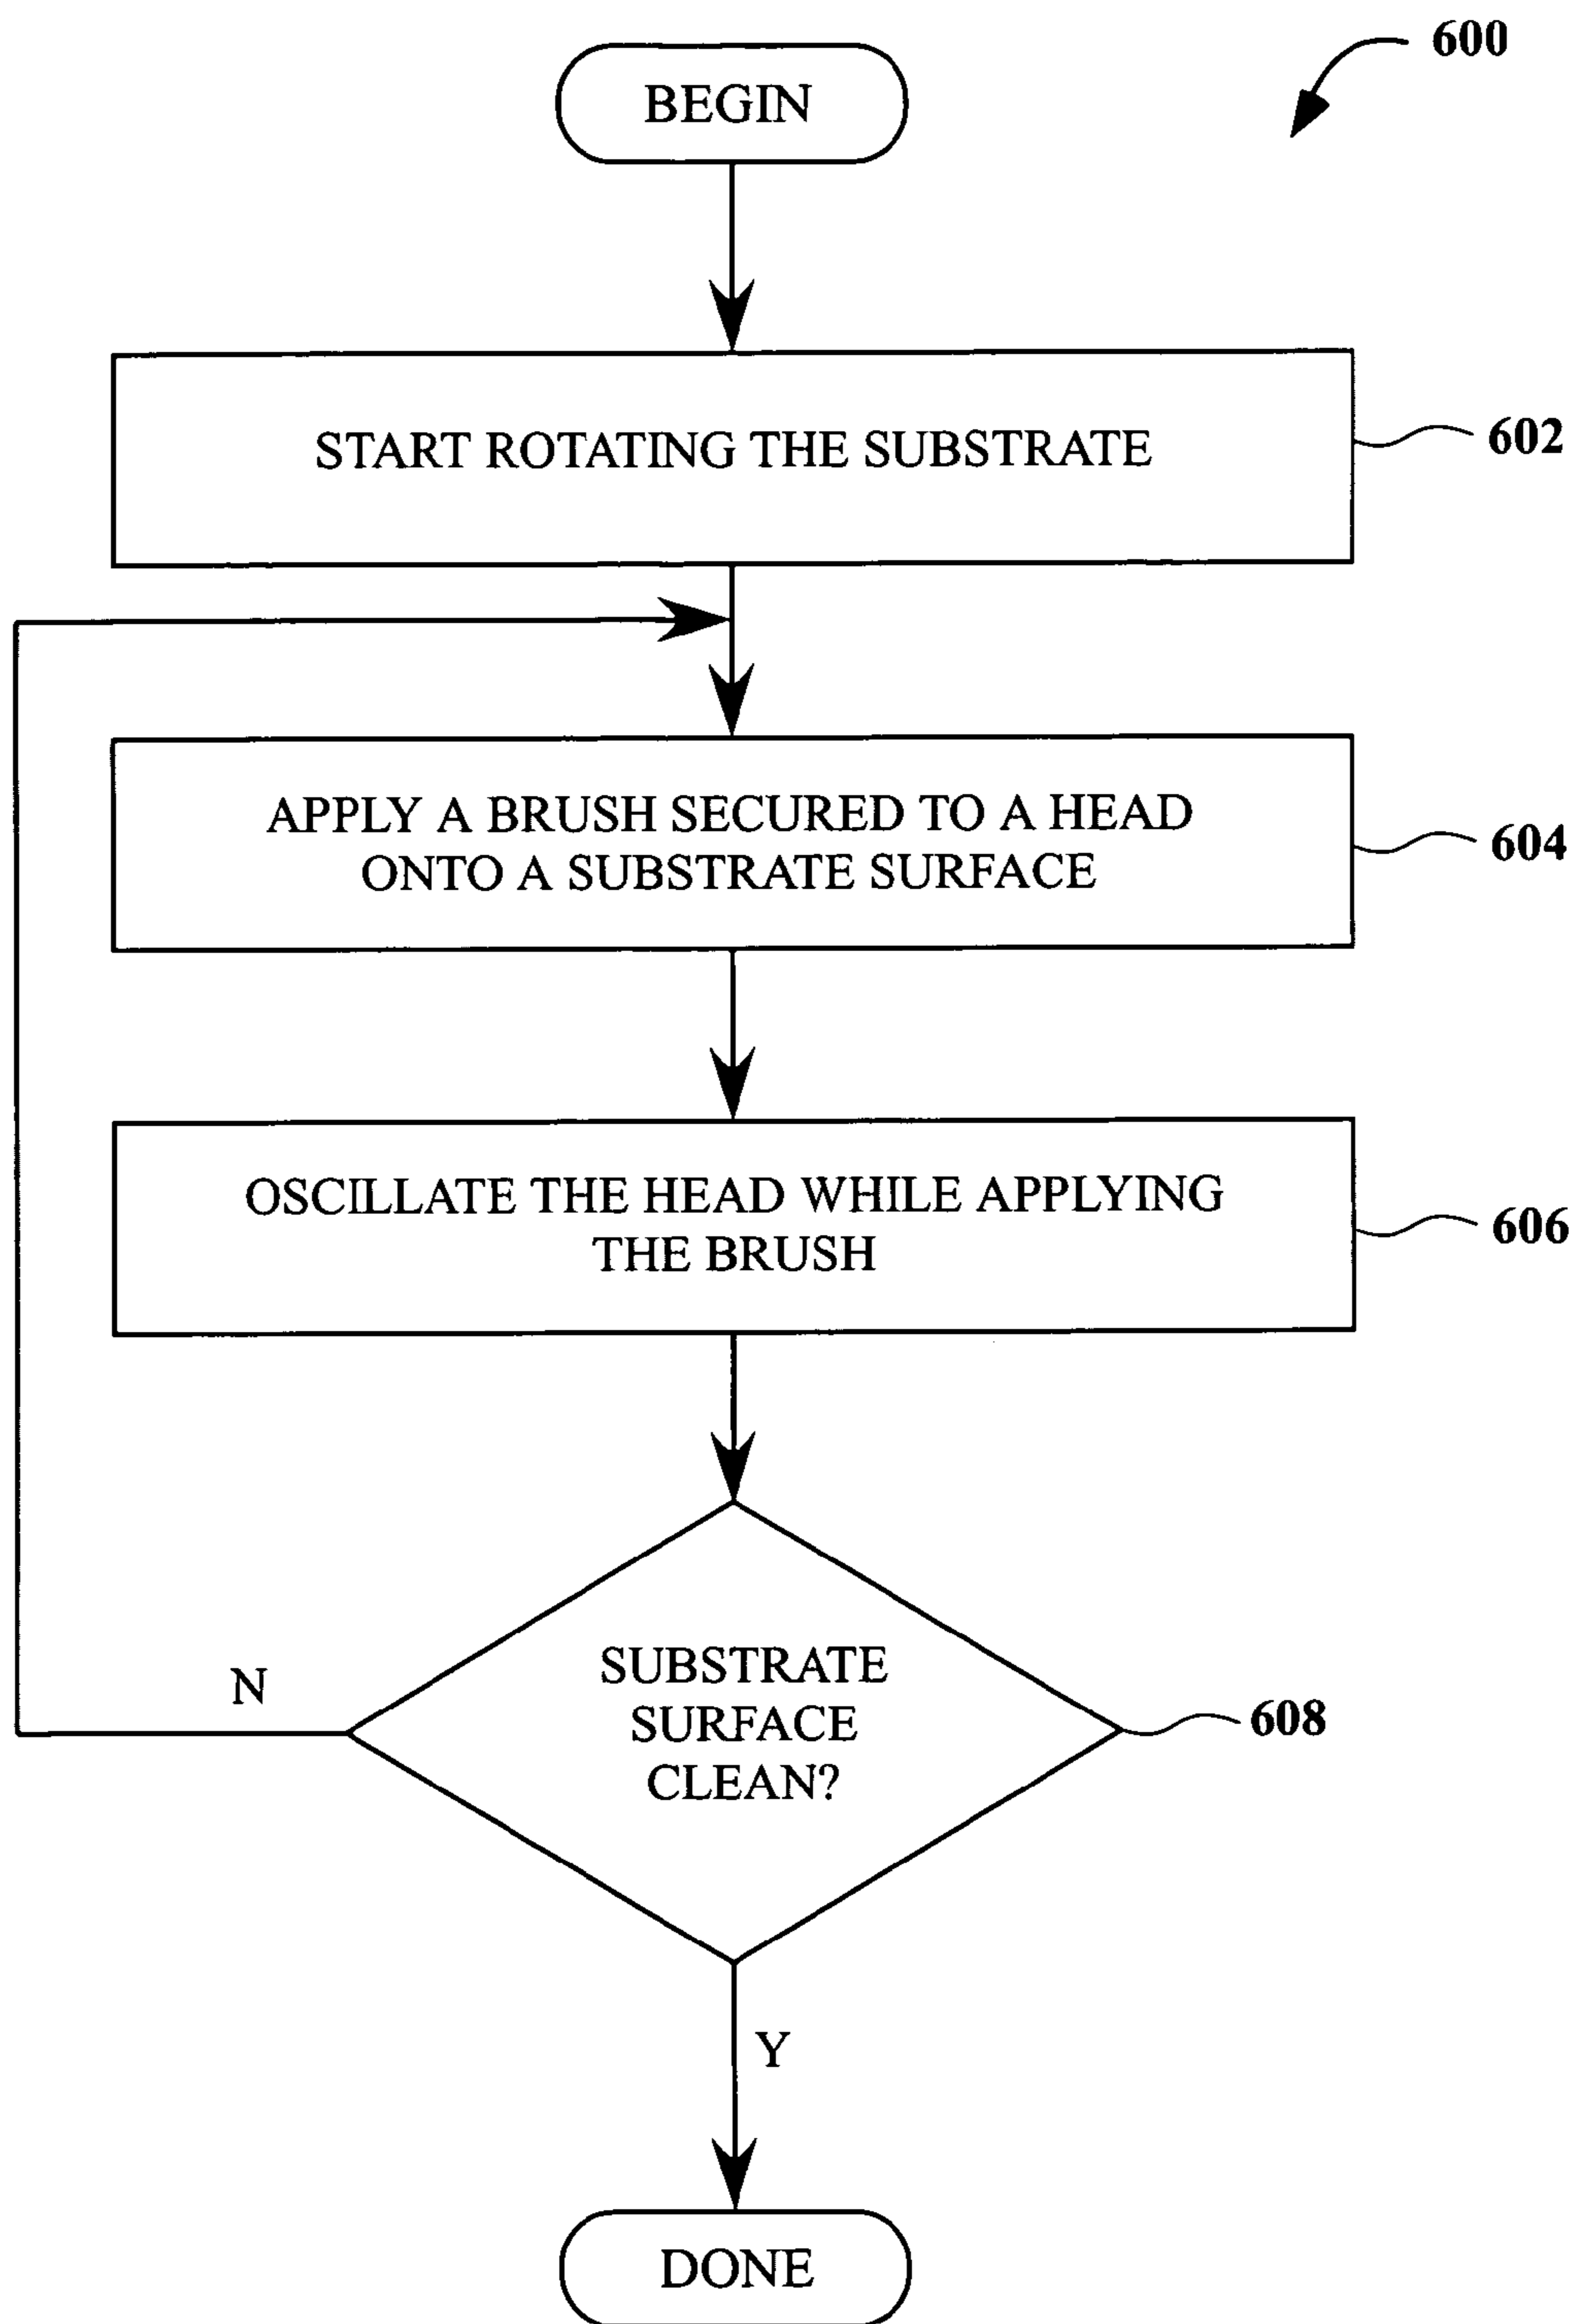 600
BEGIN
START ROTATING THE SUBSTRATE
602
APPLY A BRUSH SECURED TO A HEAD
ONTO A SUBSTRATE SURFACE
604
OSCILLATE THE HEAD WHILE APPLYING
THE BRUSH
606
SUBSTRATE
SURFACE
CLEAN?
608
N
Y
DONE